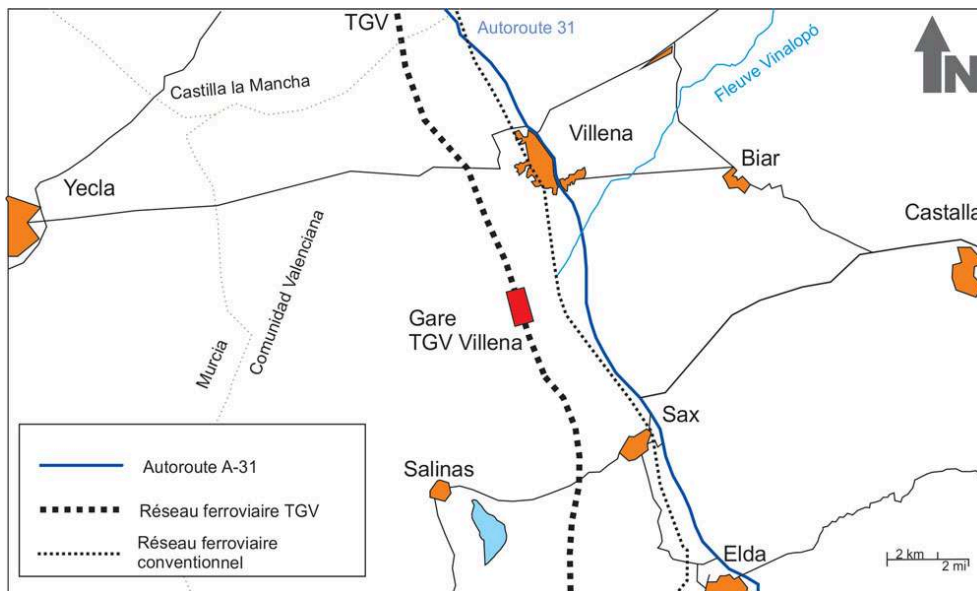 TGV
Autoroute 31
Fleuve Vinalopó
N
Castilla la Mancha
Villena
Biar
Yecla
Castalla
Gare
TGV Villena
Murcia
Comunidad Valenciana
Sax
Salinas
Elda
Autoroute A-31
Réseau ferroviaire TGV
Réseau ferroviaire
conventionnel
2 km
2 mi